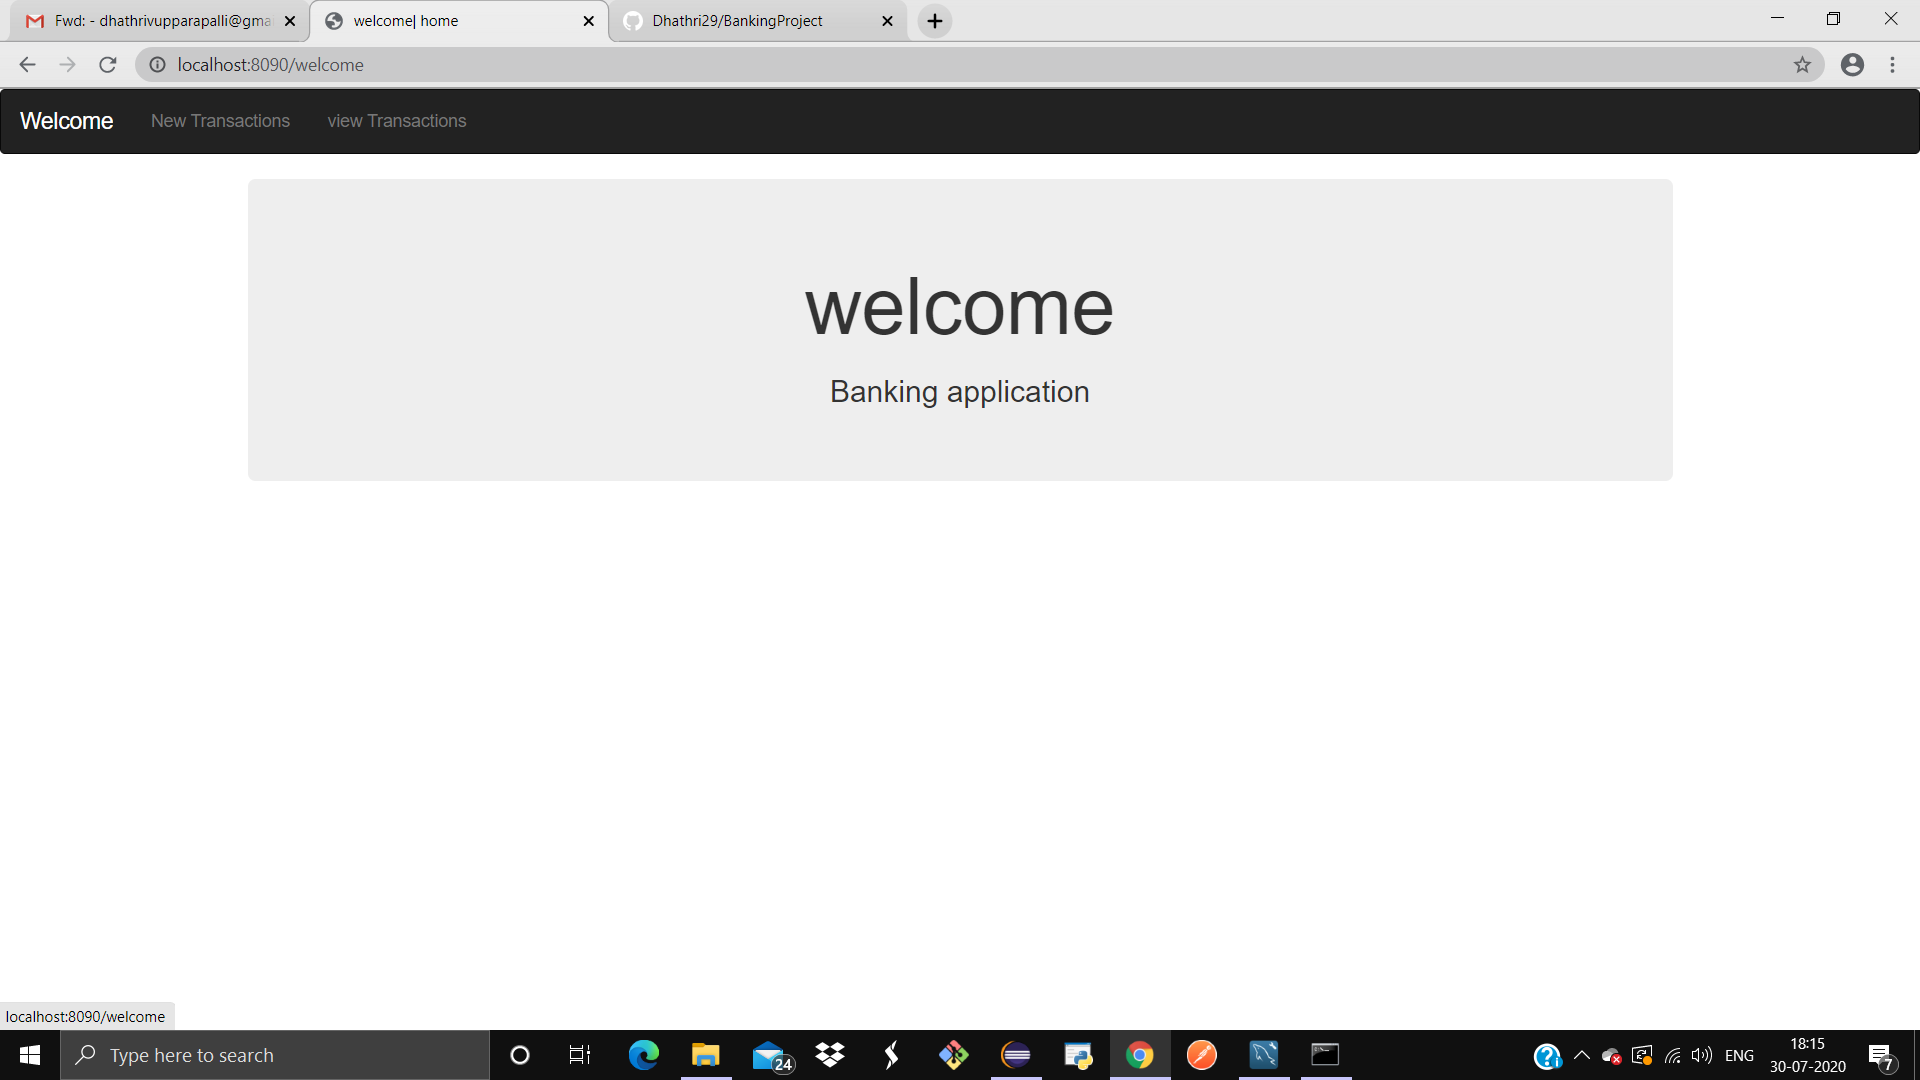 Fwd: - dhathrivupparapalli@gma
welcome| home
Dhathri29/BankingProject
localhost:8090/welcome
Welcome
New Transactions
view Transactions
welcome
Banking application
localhost:8090/welcome
Type here to search
24
ENG
18:15
30-07-2020
7